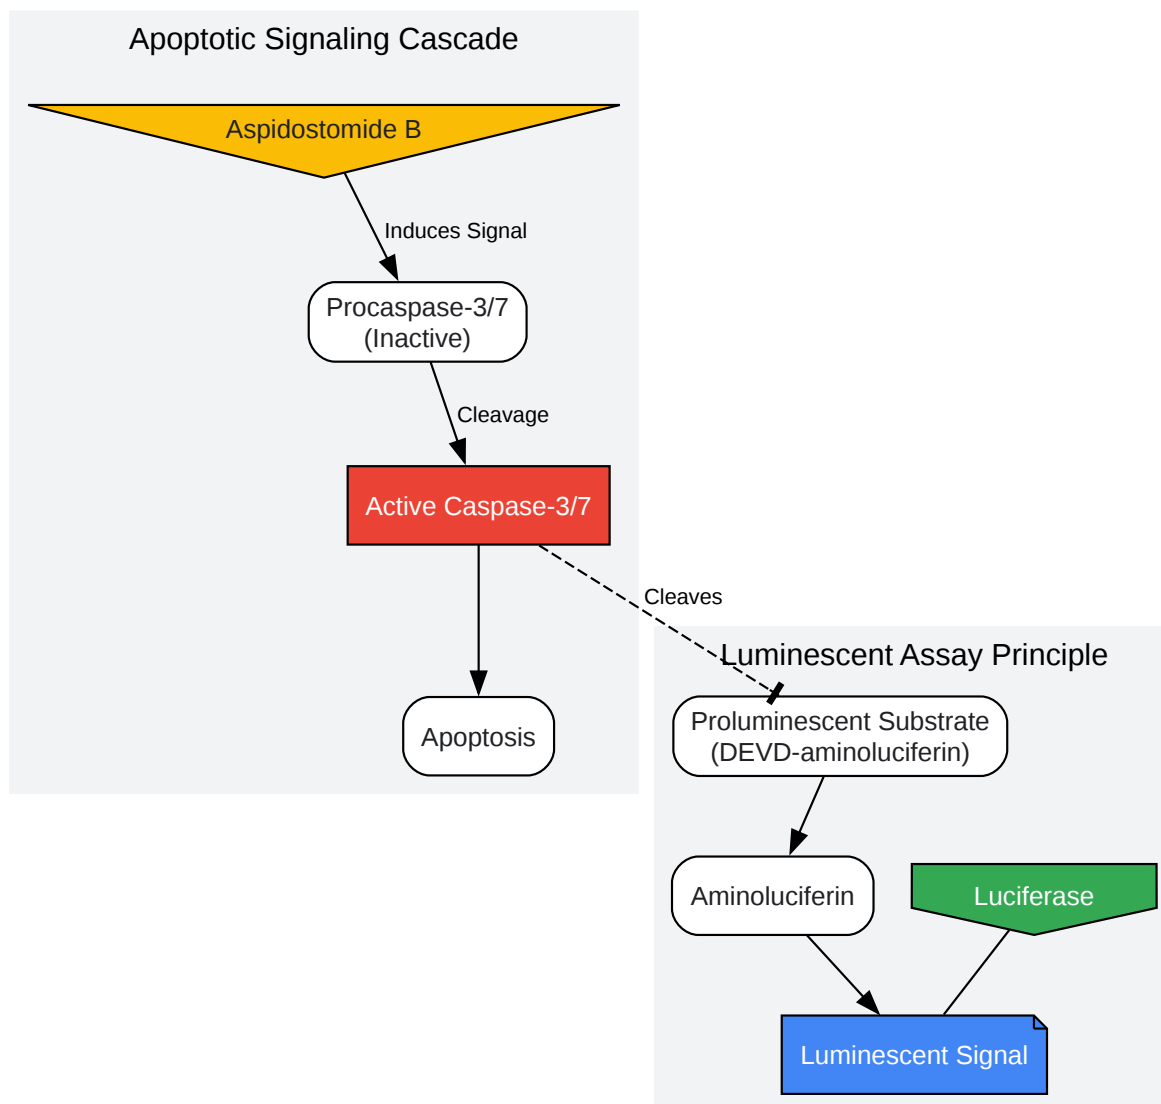 Apoptotic Signaling Cascade
Aspidostomide B
Induces Signal
Procaspase-3/7
(Inactive)
Cleavage
Active Caspase-3/7
Cleaves
Apoptosis
Luminescent Assay Principle
Proluminescent Substrate
(DEVD-aminoluciferin)
Aminoluciferin
Luciferase
Luminescent Signal